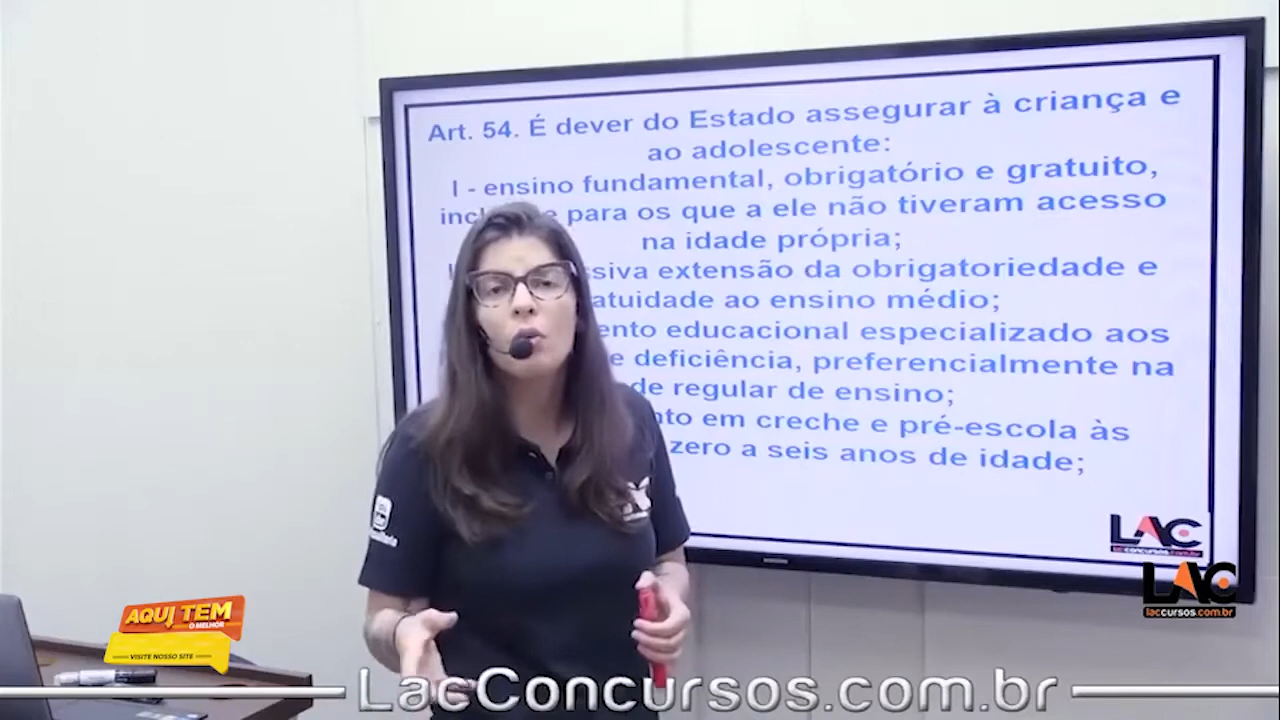 Art. 54. É dever do Estado assegurar à criança e
ao adolescente:
I - ensino fundamental, obrigatório e gratuito,
para os que a ele não tiveram acesso
na idade própria;
extensão da obrigatoriedade e
ao ensino médio;
educacional especializado aos
deficiência, preferencialmente na
regular de ensino;
em creche e pré-escola às
zero a seis anos de idade;
LAC
lacconcursos.com.br
LAC
laccursos.com.br
AQUI TEM
O MELHOR
VISITE NOSSO SITE
LacConcursos.com.br